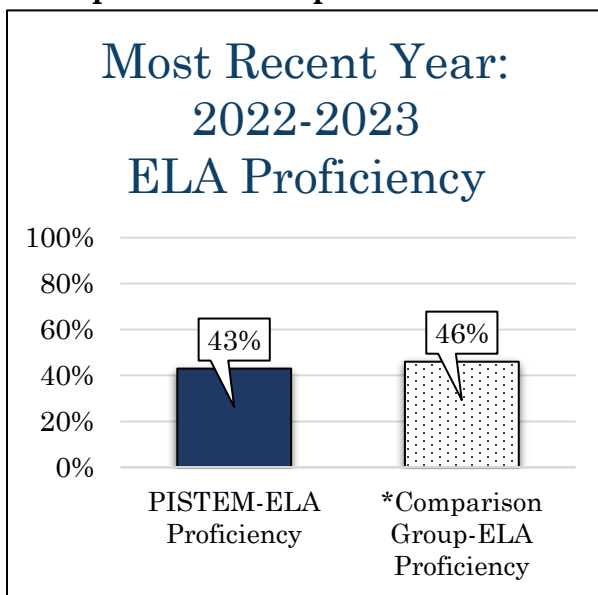 Most Recent Year:
2022-2023
ELA Proficiency
100%
80%
60%
40%
20%
0%
43%
46%
PISTEM-ELA
Proficiency
*Comparison
Group-ELA
Proficiency